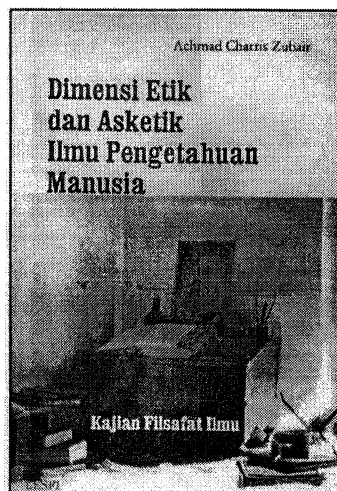 Achmad Charris Zubair
Dimensi Etik
dan Asketik
Ilmu Pengetahuan
Manusia
Kajian Filsafat Ilmu